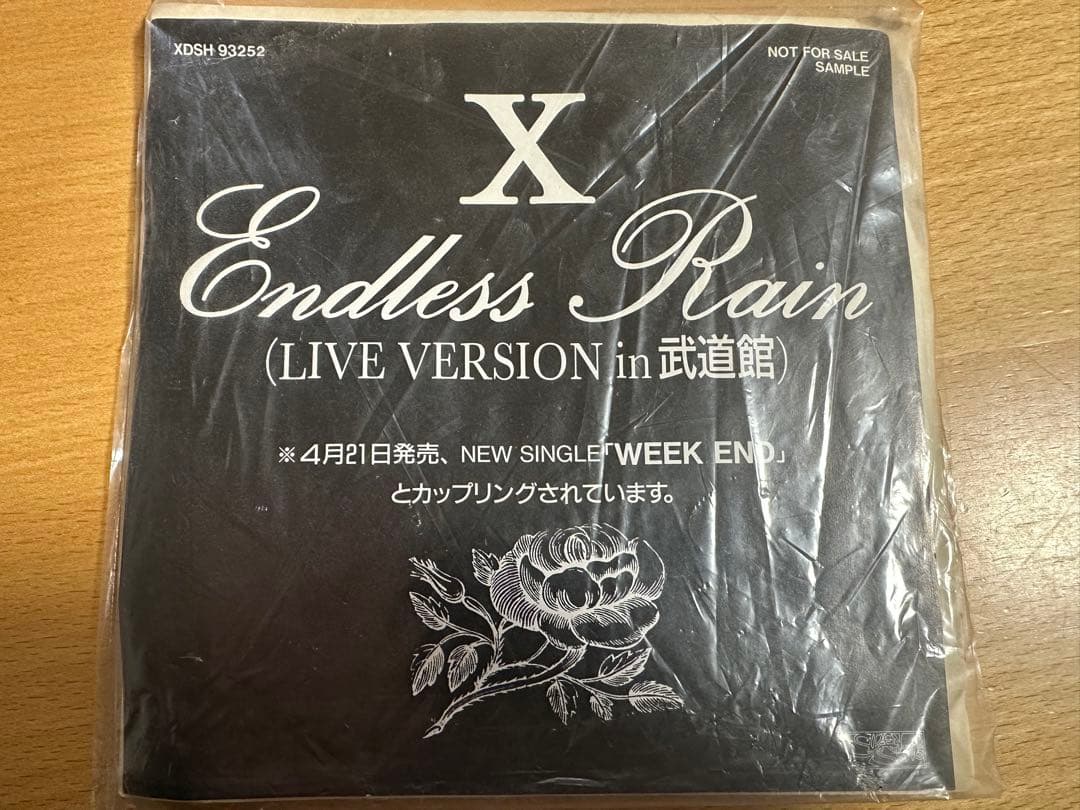 XDSH 93252
NOT FOR SALE
SAMPLE
X
Endless Rain
(LIVE VERSION in 武道館)
※4月21日発売、NEW SINGLE「WEEK END」
とカップリングされています。